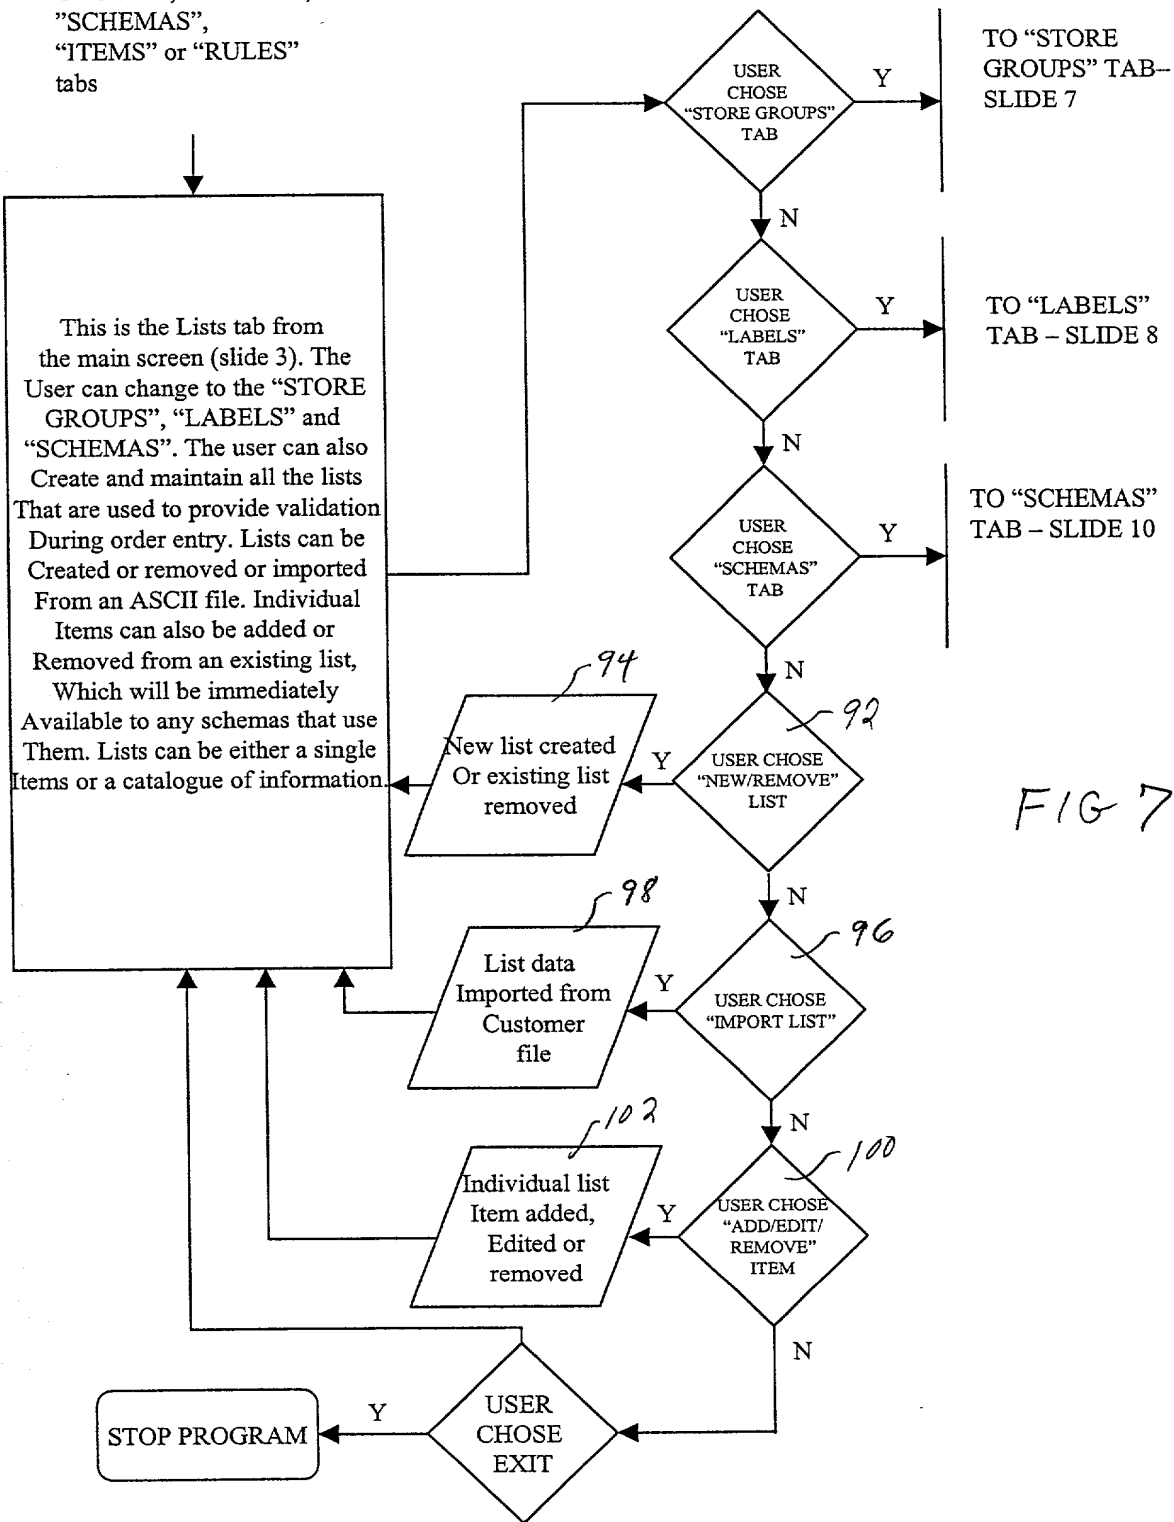 "SCHEMAS",
"ITEMS" or "RULES"
tabs
This is the Lists tab from
the main screen (slide 3). The
User can change to the "STORE
GROUPS", "LABELS" and
"SCHEMAS". The user can also
Create and maintain all the lists
That are used to provide validation
During order entry. Lists can be
Created or removed or imported
From an ASCII file. Individual
Items can also be added or
Removed from an existing list,
Which will be immediately
Available to any schemas that use
Them. Lists can be either a single
Items or a catalogue of information.
USER
CHOSE
"STORE GROUPS"
TAB
Y
TO "STORE
GROUPS" TAB–
SLIDE 7
N
USER
CHOSE
"LABELS"
TAB
Y
TO "LABELS"
TAB – SLIDE 8
N
USER
CHOSE
"SCHEMAS"
TAB
Y
TO "SCHEMAS"
TAB – SLIDE 10
N
92
USER CHOSE
"NEW/REMOVE"
LIST
Y
94
New list created
Or existing list
removed
FIG 7
N
96
USER CHOSE
"IMPORT LIST"
Y
98
List data
Imported from
Customer
file
N
100
USER CHOSE
"ADD/EDIT/
REMOVE"
ITEM
Y
102
Individual list
Item added,
Edited or
removed
N
USER
CHOSE
EXIT
Y
STOP PROGRAM